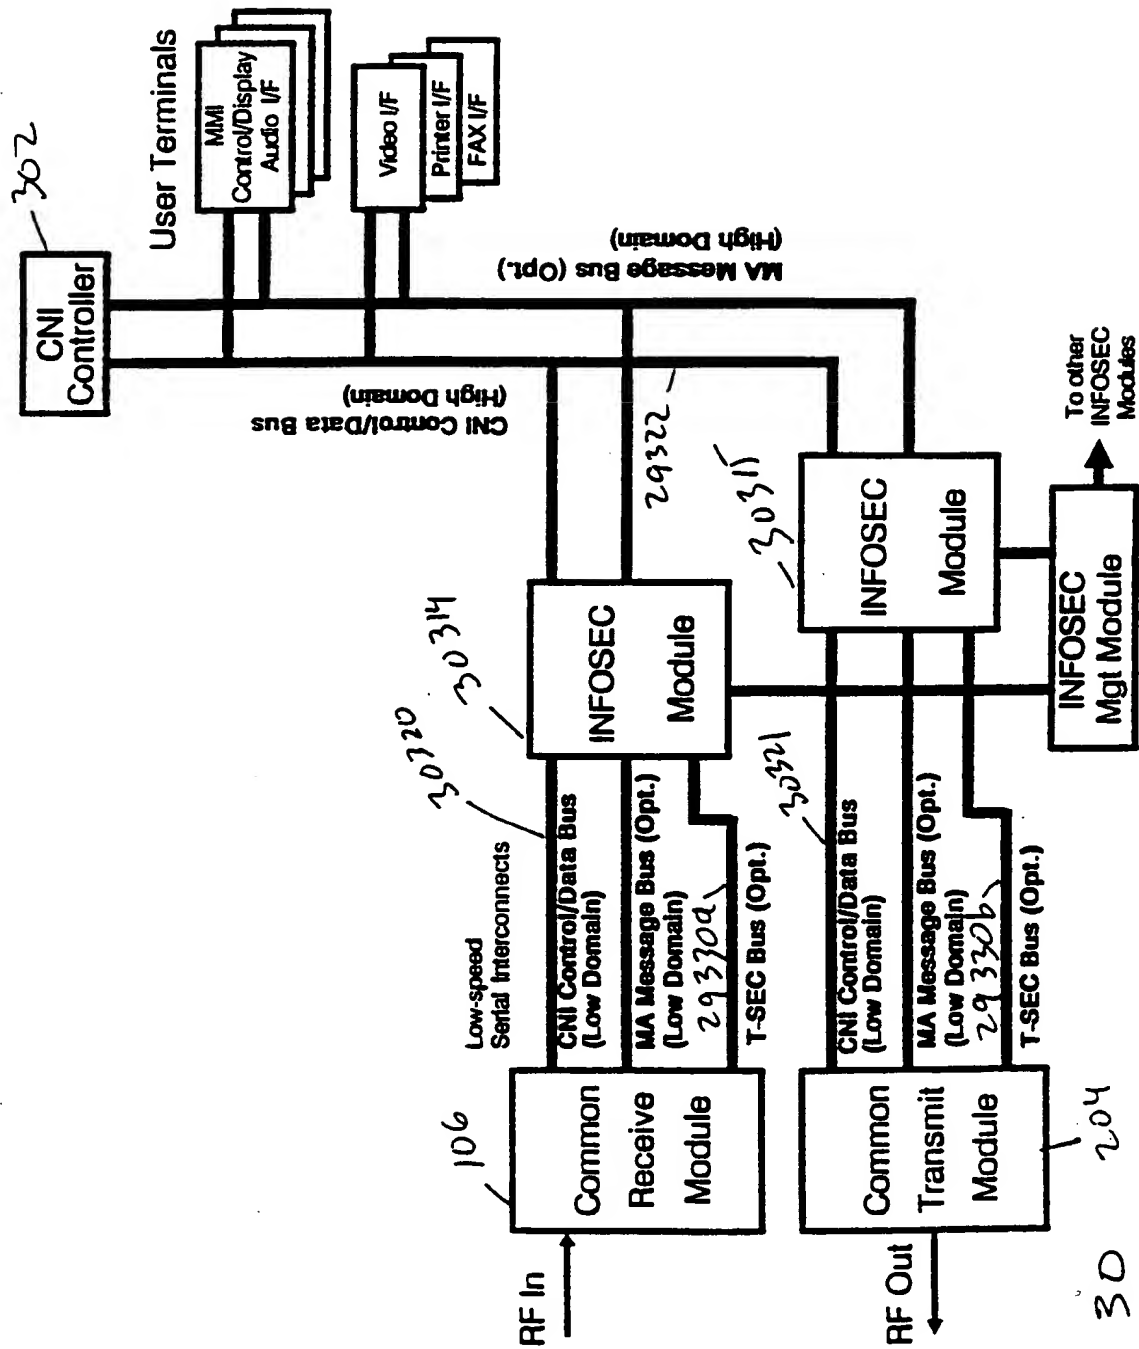 302
CNI
Controller
User Terminals
MMI
Control/Display
Audio I/F
Video I/F
Printer I/F
FAX I/F
CNI Control/Data Bus
(High Domain)
MA Message Bus (Opt.)
(High Domain)
29322
30314
INFOSEC
Module
30315
INFOSEC
Module
To other
INFOSEC
Modules
INFOSEC
Mgt Module
Low-speed
Serial Interconnects
30320
CNI Control/Data Bus
(Low Domain)
MA Message Bus (Opt.)
(Low Domain)
29330a
T-SEC Bus (Opt.)
30321
CNI Control/Data Bus
(Low Domain)
MA Message Bus (Opt.)
(Low Domain)
29330b
T-SEC Bus (Opt.)
106
Common
Receive
Module
RF In
Common
Transmit
Module
204
RF Out
30